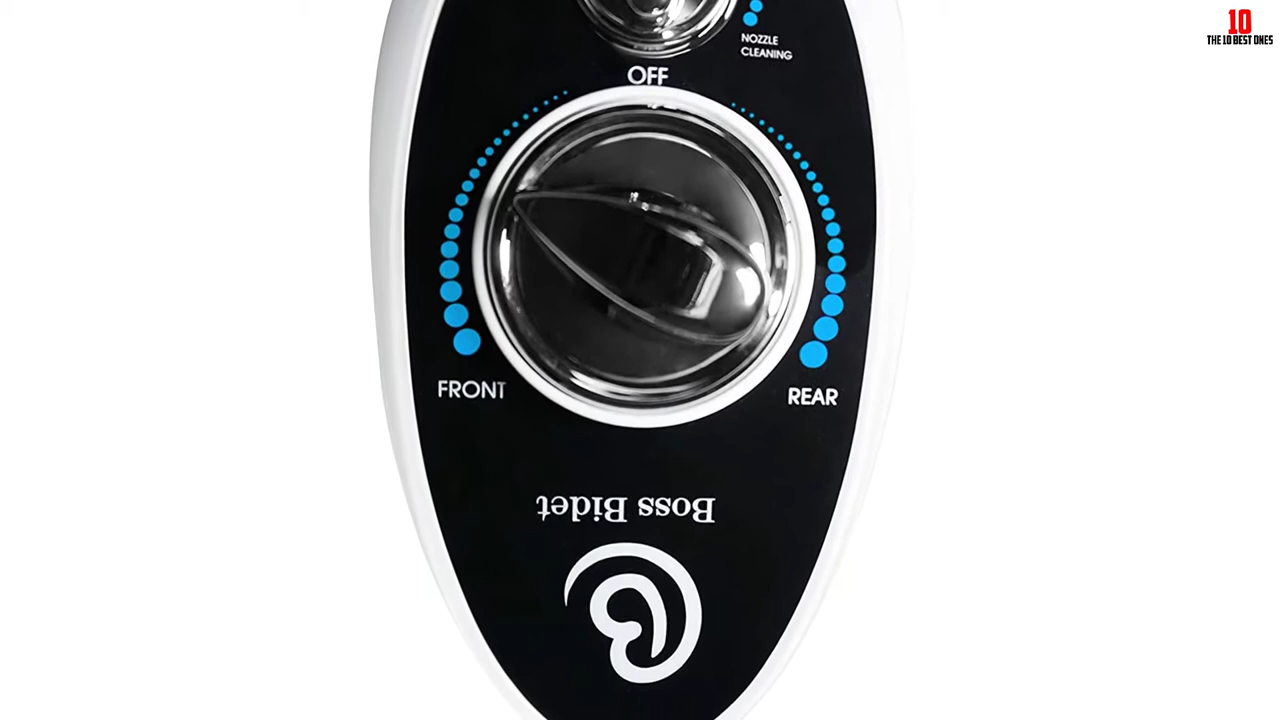 10
THE 10 BEST ONES
NOZZLE
CLEANING
OFF
FRONT
REAR
Boss Bidet